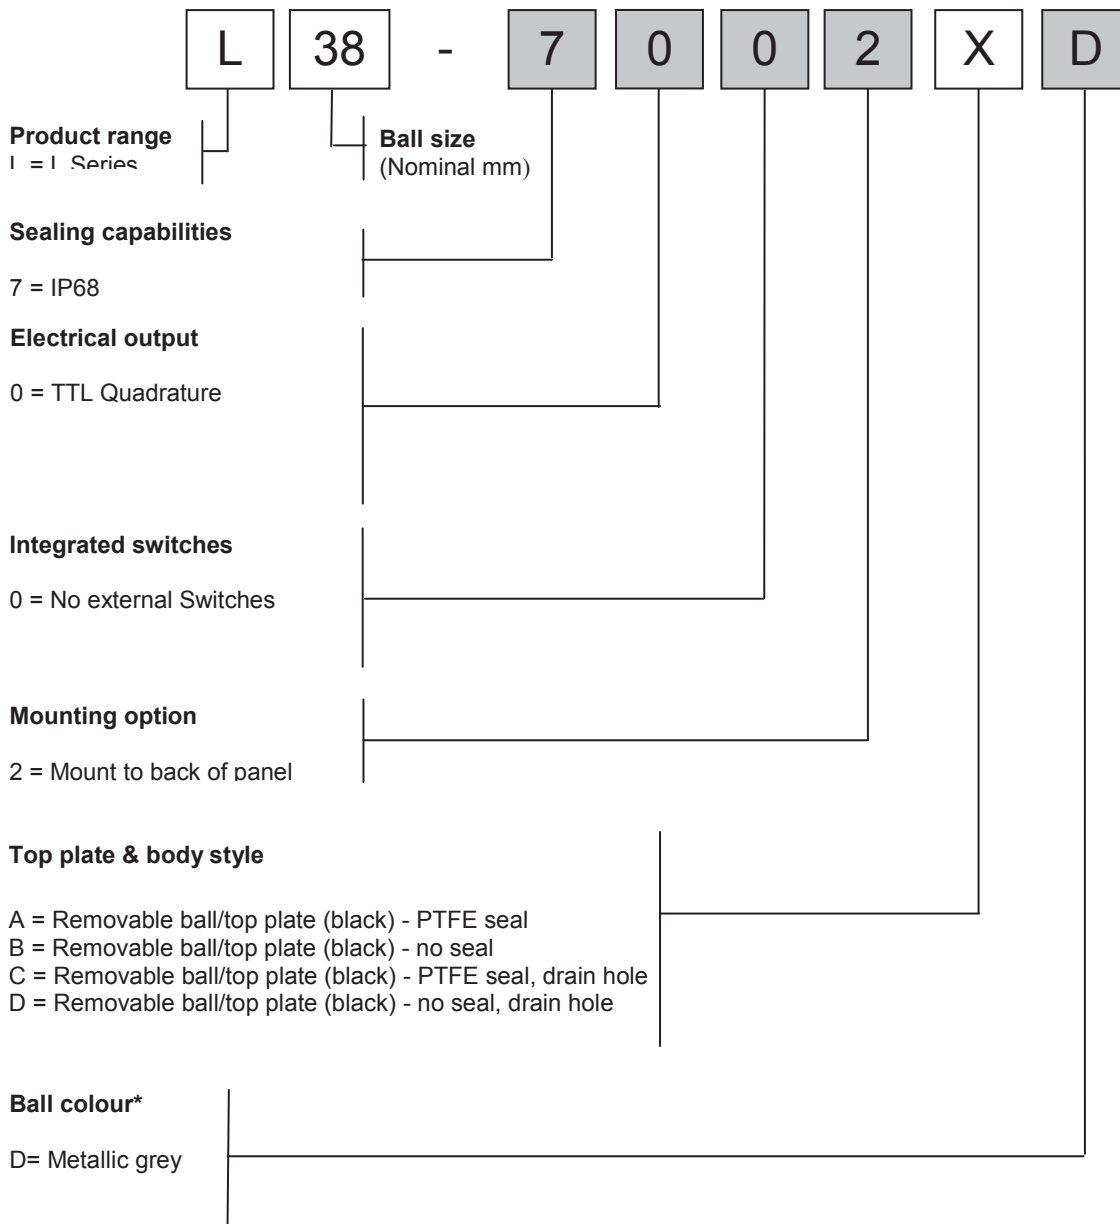 L 38 - 7 0 0 2 X D
Product range
L = L Series
Ball size
(Nominal mm)
Sealing capabilities
7 = IP68
Electrical output
0 = TTL Quadrature
Integrated switches
0 = No external Switches
Mounting option
2 = Mount to back of panel
Top plate & body style
A = Removable ball/top plate (black) - PTFE seal
B = Removable ball/top plate (black) - no seal
C = Removable ball/top plate (black) - PTFE seal, drain hole
D = Removable ball/top plate (black) - no seal, drain hole
Ball colour*
D= Metallic grey